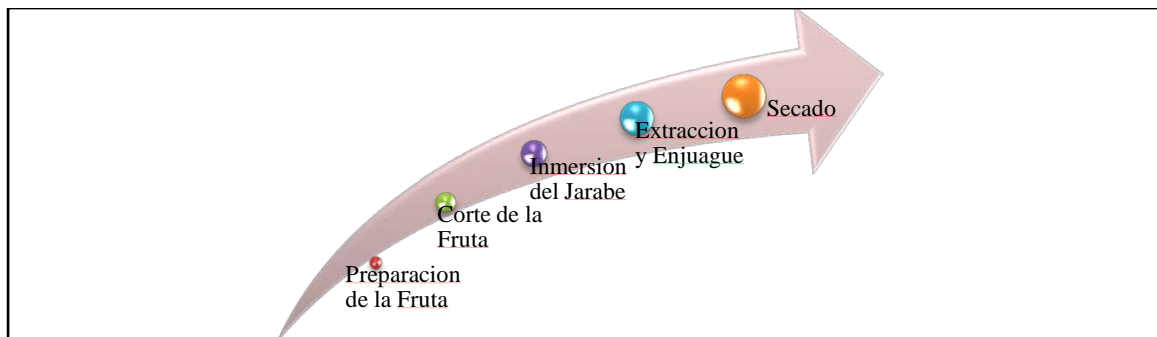 Preparacion
de la Fruta
Corte de la
Fruta
Inmersion
del Jarabe
Extraccion
y Enjuague
Secado